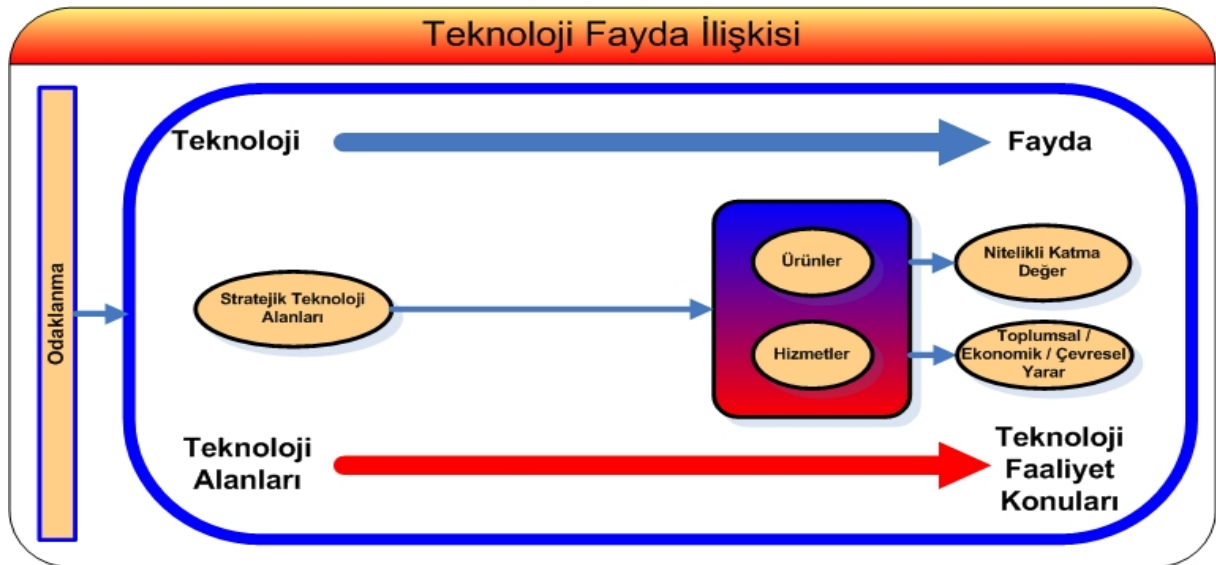 Teknoloji Fayda İlişkisi
Odaklanma
Teknoloji
Fayda
Stratejik Teknoloji
Alanları
Ürünler
Hizmetler
Nitelikli Katma
Değer
Toplumsal /
Ekonomik / Çevresel
Yarar
Teknoloji
Alanları
Teknoloji
Faaliyet
Konuları